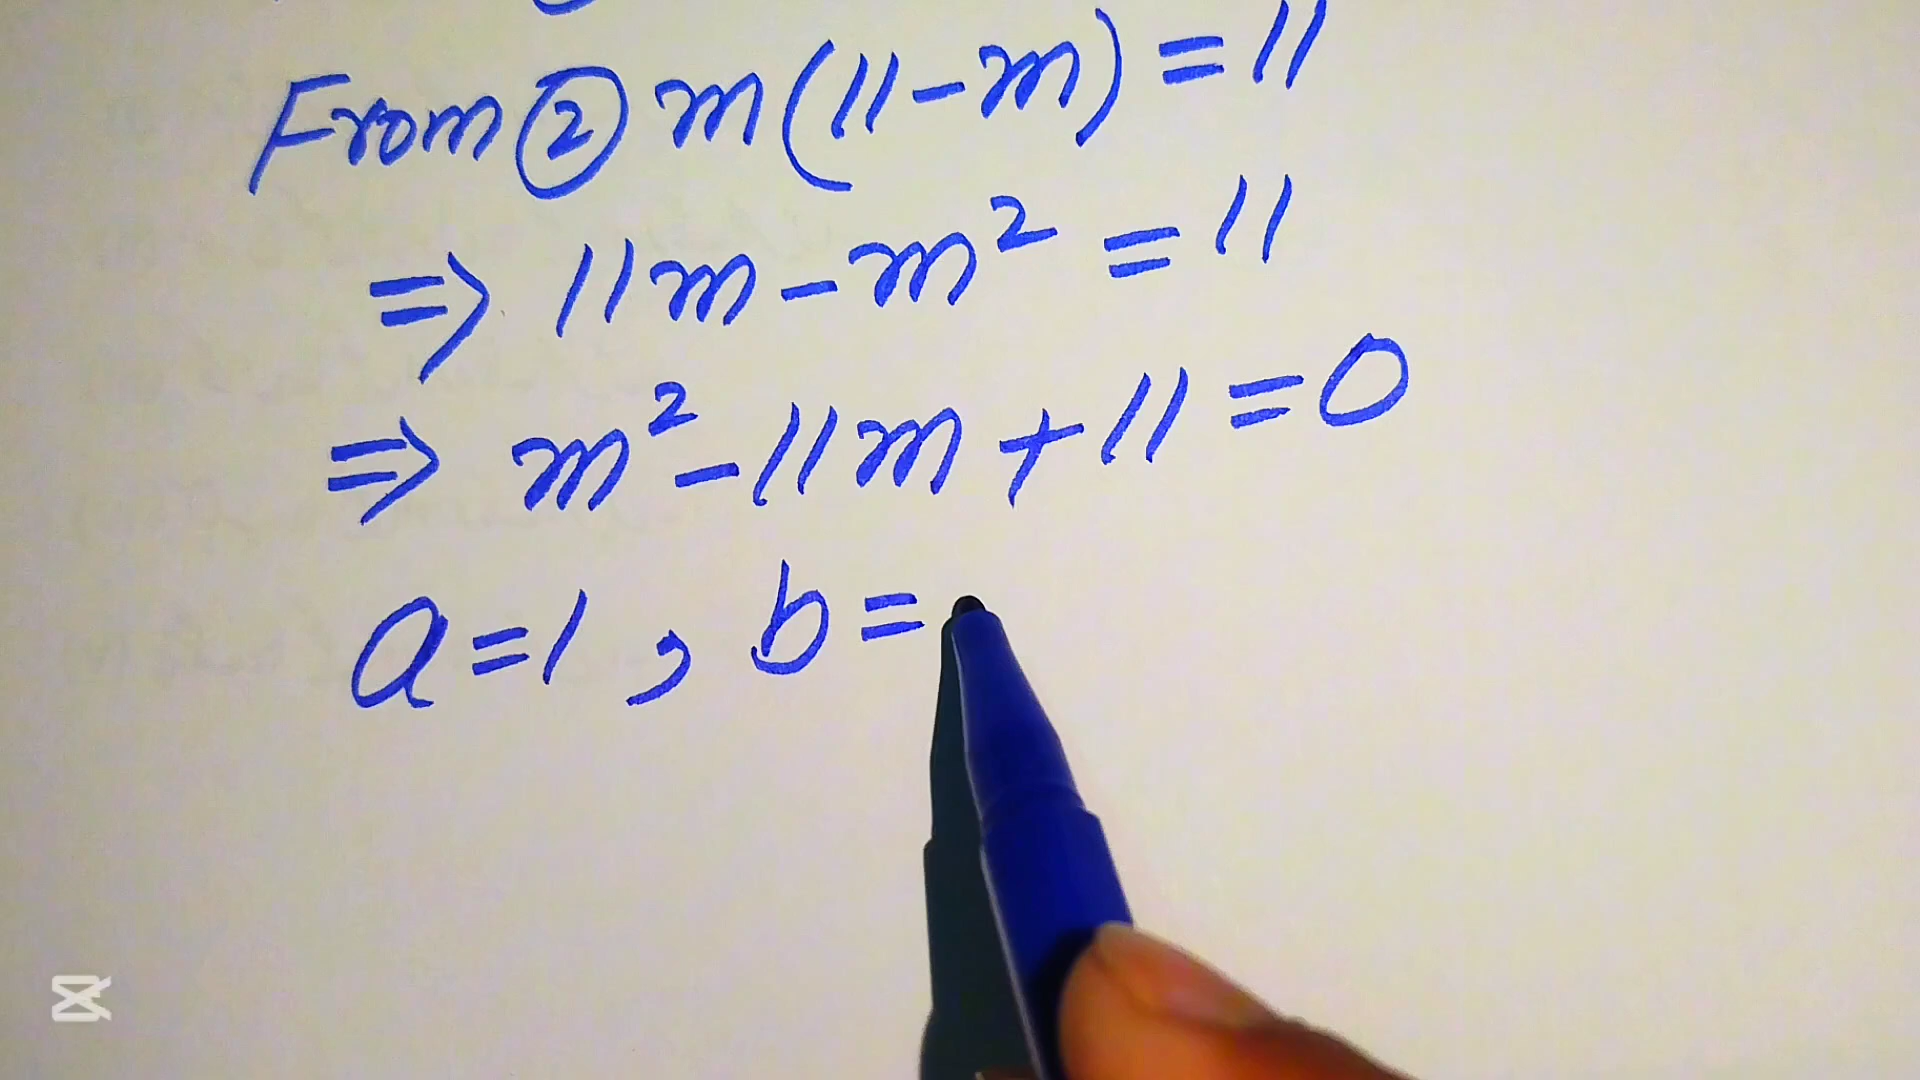 From ② m(11-m) = 11
⇒ 11m - m² = 11
⇒ m² - 11m + 11 = 0
a = 1, b =